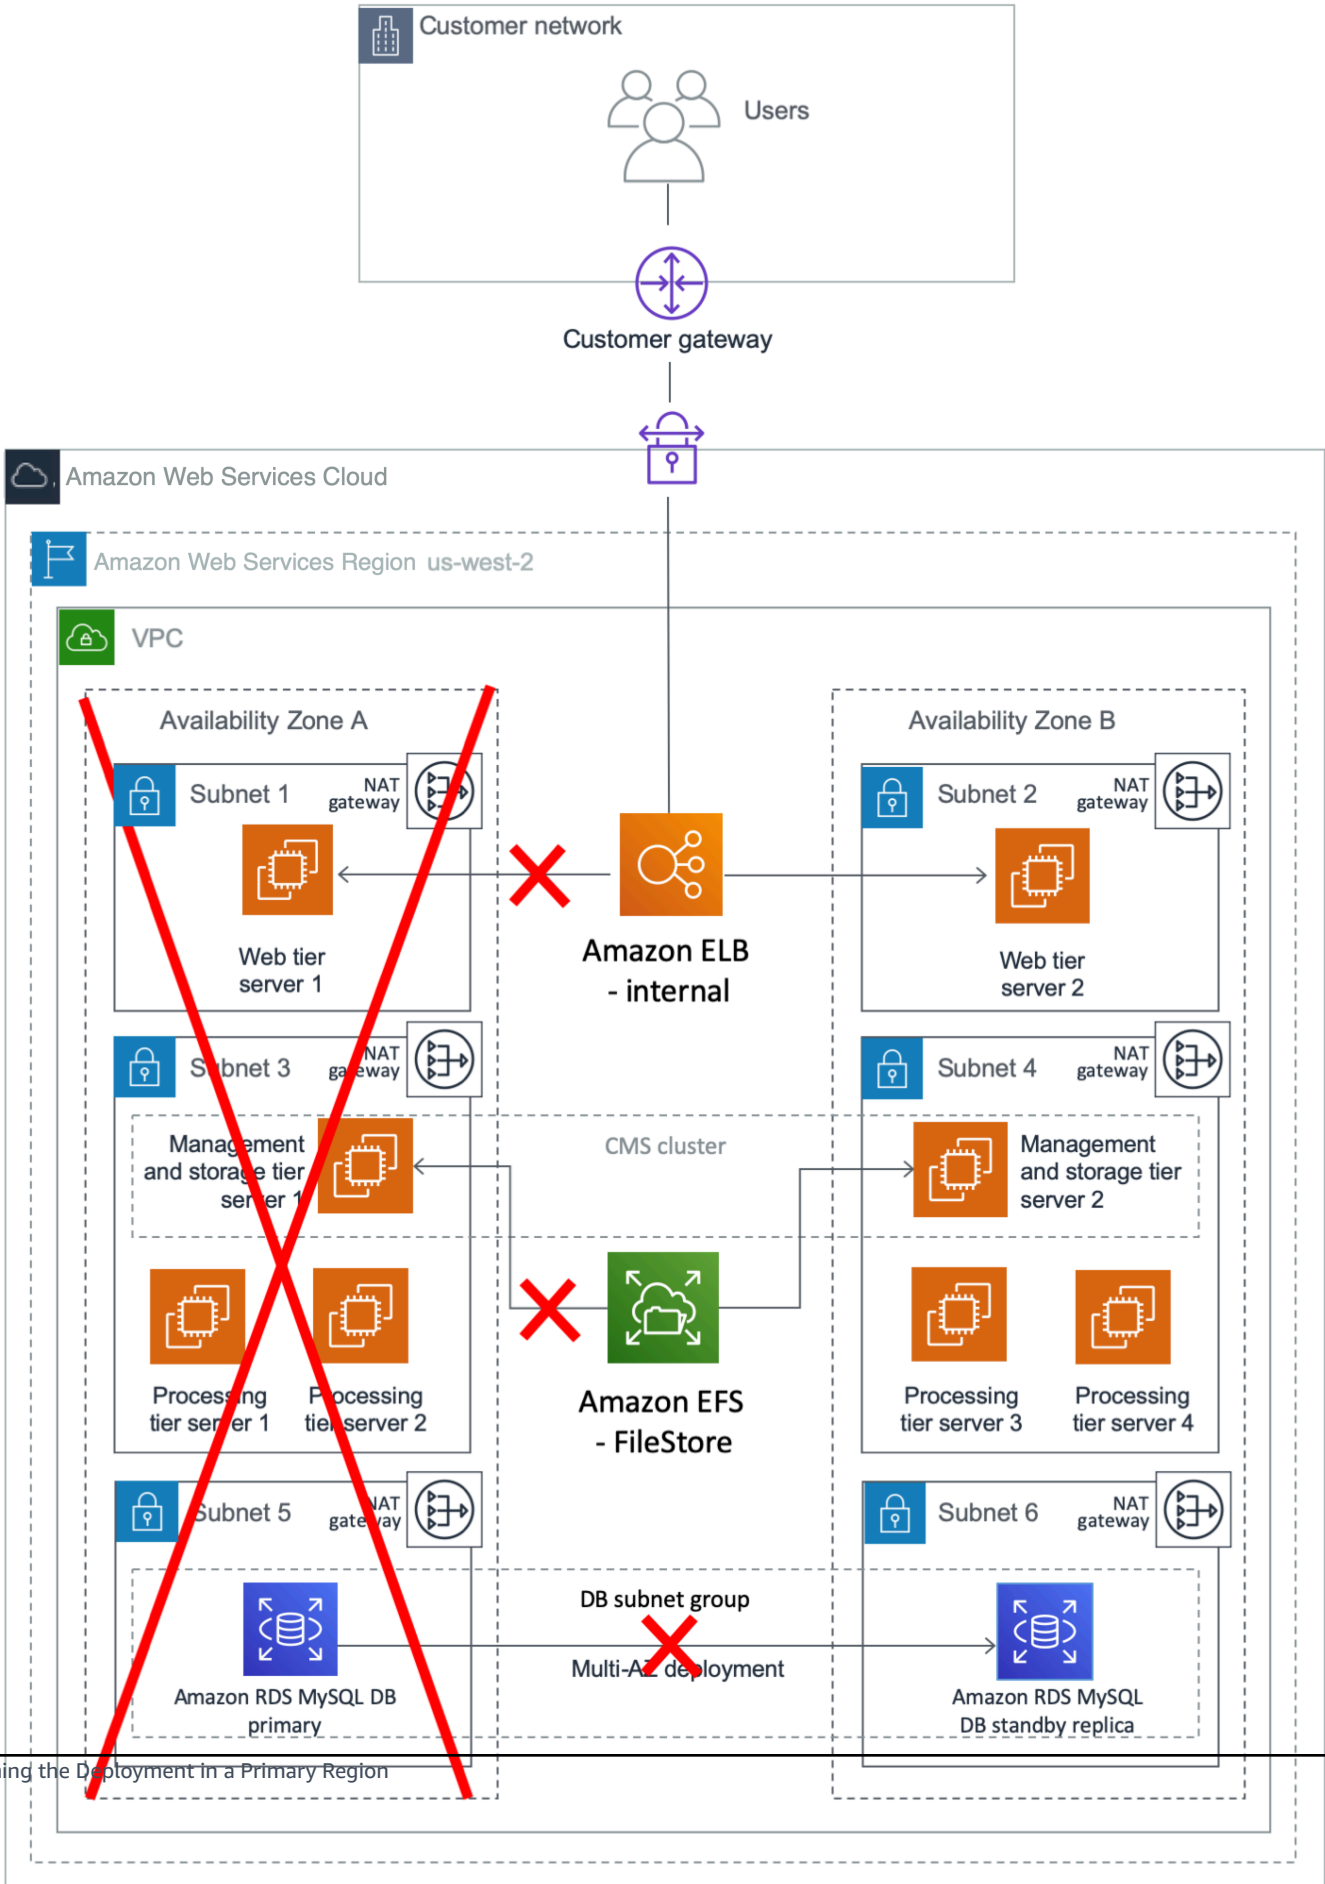 Customer network
Users
Customer gateway
Amazon Web Services Cloud
Amazon Web Services Region us-west-2
VPC
Availability Zone A
Availability Zone B
Subnet 1
NAT
gateway
Subnet 2
NAT
gateway
Web tier
server 1
Amazon ELB
- internal
Web tier
server 2
Subnet 3
NAT
gateway
Subnet 4
NAT
gateway
Management
and storage tier
server 1
CMS cluster
Management
and storage tier
server 2
Processing
tier server 1
Processing
tier server 2
Amazon EFS
- FileStore
Processing
tier server 3
Processing
tier server 4
Subnet 5
NAT
gateway
Subnet 6
NAT
gateway
DB subnet group
Multi-AZ deployment
Amazon RDS MySQL DB
primary
Amazon RDS MySQL
DB standby replica
the Deployment in a Primary Region